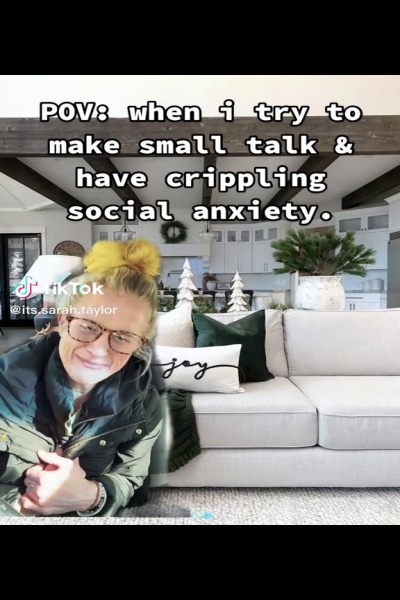 POV: when i try to
make small talk &
have crippling
social anxiety.
TikTok
@its.sarah.taylor
joy